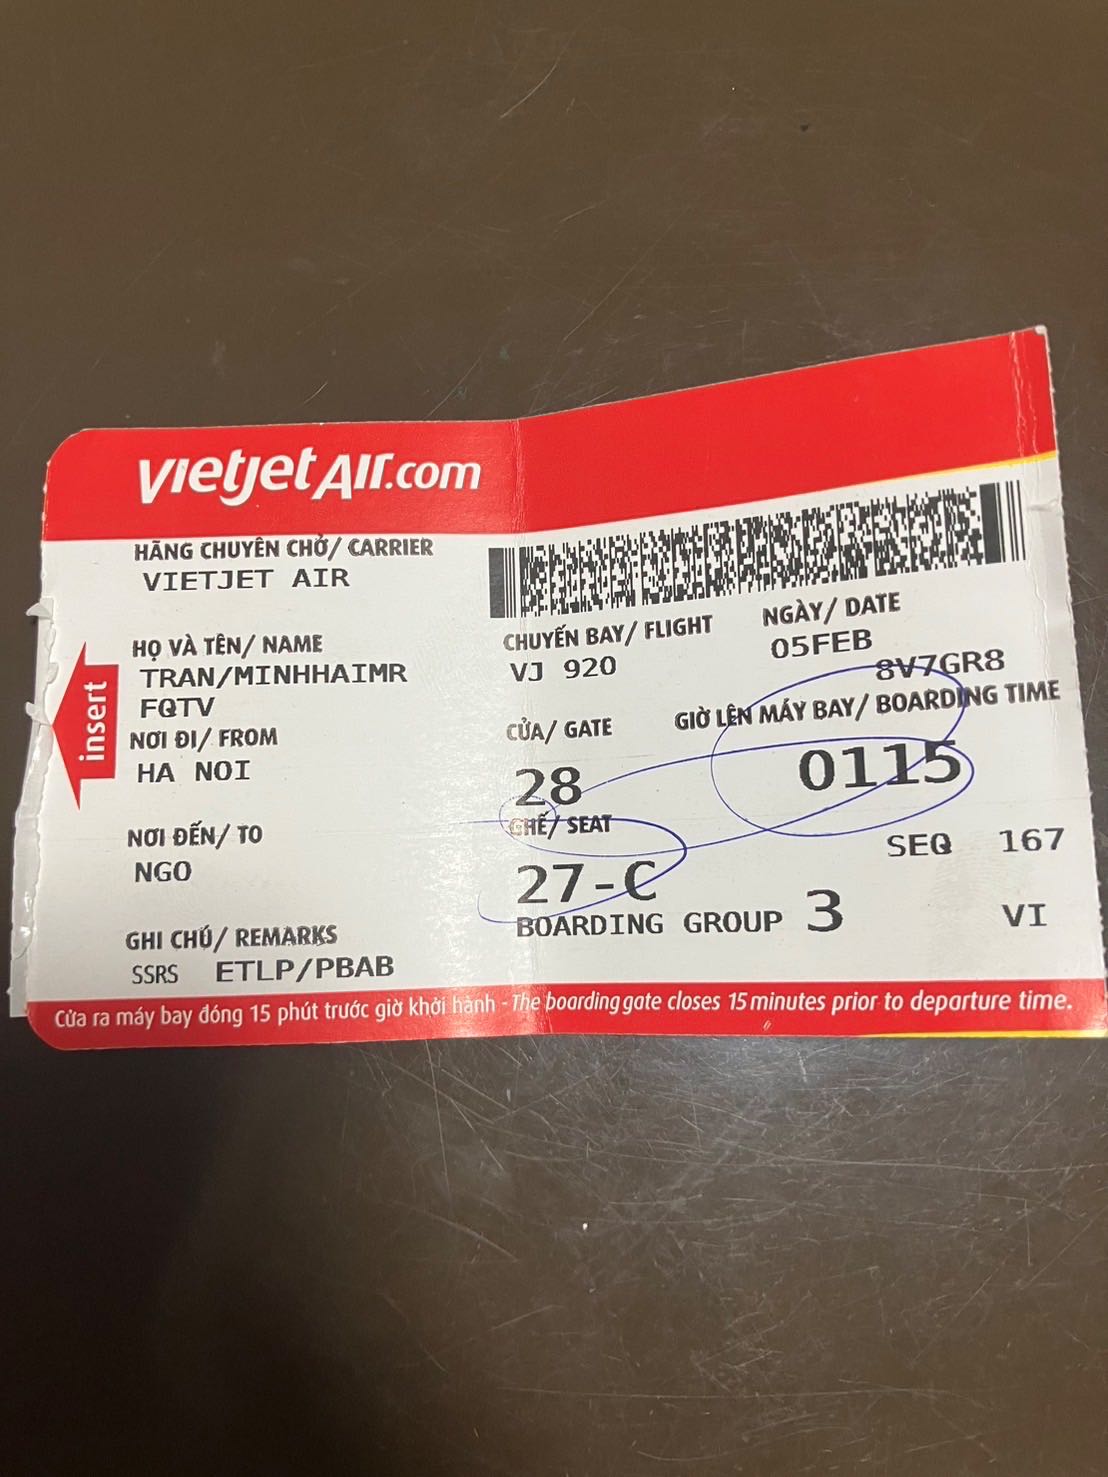 vietjetAir.com
HÃNG CHUYÊN CHỞ/ CARRIER
VIETJET AIR
HỌ VÀ TÊN/ NAME
TRAN/MINHHAIMR
FQTV
NƠI ĐI/ FROM
HA NOI
NƠI ĐẾN/ TO
NGO
GHI CHÚ/ REMARKS
SSRS ETLP/PBAB
insert
CHUYẾN BAY/ FLIGHT
VJ 920
NGÀY/ DATE
05FEB
8V7GR8
CỬA/ GATE
28
GIỜ LÊN MÁY BAY/ BOARDING TIME
0115
GHẾ/ SEAT
27-C
SEQ 167
BOARDING GROUP 3
VI
Cửa ra máy bay đóng 15 phút trước giờ khởi hành - The boarding gate closes 15 minutes prior to departure time.